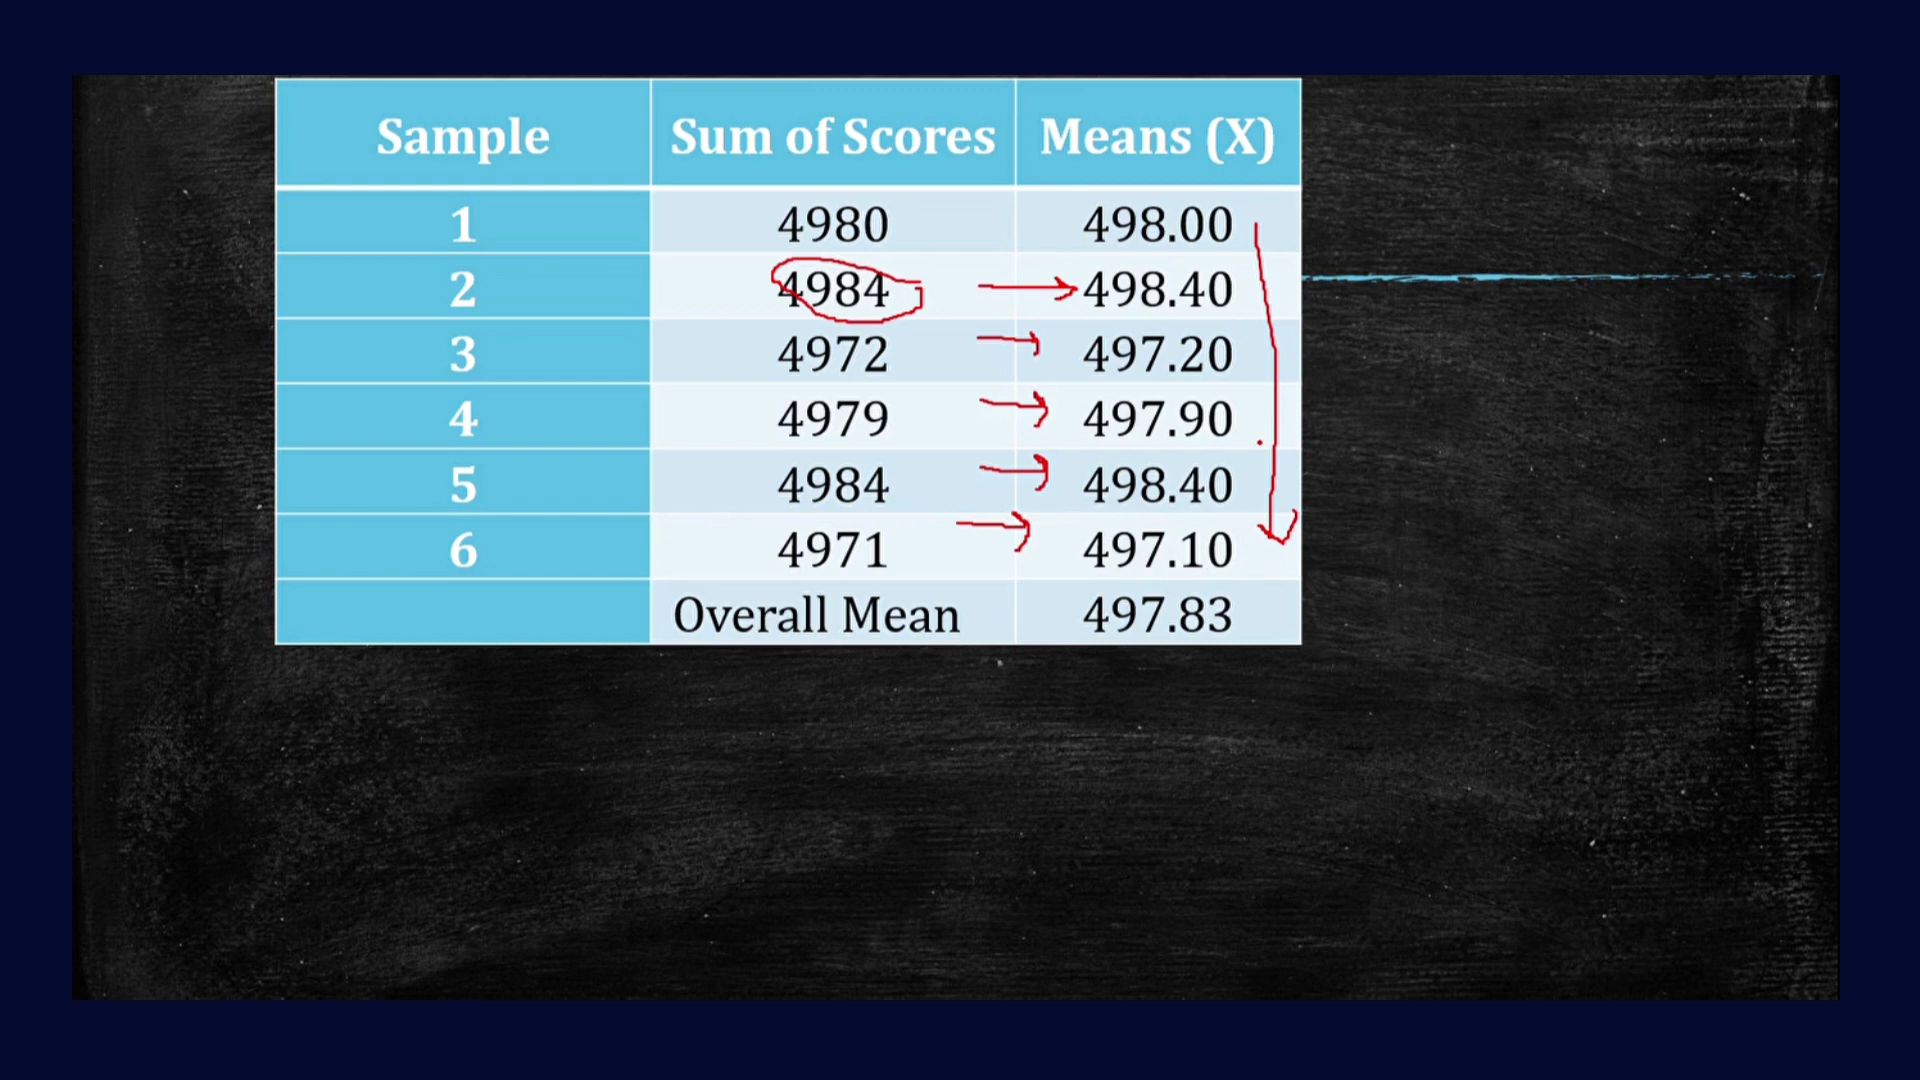 Sample Sum of Scores Means (X)
1 4980 498.00
2 4984 498.40
3 4972 497.20
4 4979 497.90
5 4984 498.40
6 4971 497.10
Overall Mean 497.83